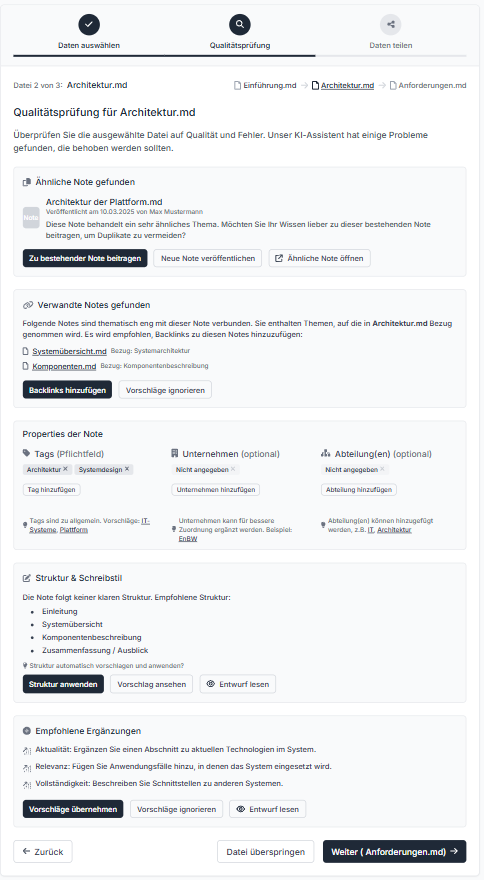 Daten auswählen
Qualitätsprüfung
Daten teilen
Datei 2 von 3: Architektur.md
Einführung.md → Architektur.md → Anforderungen.md
Qualitätsprüfung für Architektur.md
Überprüfen Sie die ausgewählte Datei auf Qualität und Fehler. Unser KI-Assistent hat einige Probleme
gefunden, die behoben werden sollten.
Ähnliche Note gefunden
Note
Architektur der Plattform.md
Veröffentlicht am 10.03.2025 von Max Mustermann
Diese Note behandelt ein sehr ähnliches Thema. Möchten Sie Ihr Wissen lieber zu dieser bestehenden Note
beitragen, um Duplikate zu vermeiden?
Zu bestehender Note beitragen
Neue Note veröffentlichen
Ähnliche Note öffnen
Verwandte Notes gefunden
Folgende Notes sind thematisch eng mit dieser Note verbunden. Sie enthalten Themen, auf die in Architektur.md Bezug
genommen wird. Es wird empfohlen, Backlinks zu diesen Notes hinzuzufügen:
Systemübersicht.md Bezug: Systemarchitektur
Komponenten.md Bezug: Komponentenbeschreibung
Backlinks hinzufügen
Vorschläge ignorieren
Properties der Note
Tags (Pflichtfeld)
Architektur ✕ Systemdesign ✕
Tag hinzufügen
Tags sind zu allgemein. Vorschläge: IT-
Systeme, Plattform
Unternehmen (optional)
Nicht angegeben ✕
Unternehmen hinzufügen
Unternehmen kann für bessere
Zuordnung ergänzt werden. Beispiel:
EnBW
Abteilung(en) (optional)
Nicht angegeben ✕
Abteilung hinzufügen
Abteilung(en) können hinzugefügt
werden, z.B. IT, Architektur
Struktur & Schreibstil
Die Note folgt keiner klaren Struktur. Empfohlene Struktur:
• Einleitung
• Systemübersicht
• Komponentenbeschreibung
• Zusammenfassung / Ausblick
Struktur automatisch vorschlagen und anwenden?
Struktur anwenden
Vorschlag ansehen
Entwurf lesen
Empfohlene Ergänzungen
Aktualität: Ergänzen Sie einen Abschnitt zu aktuellen Technologien im System.
Relevanz: Fügen Sie Anwendungsfälle hinzu, in denen das System eingesetzt wird.
Vollständigkeit: Beschreiben Sie Schnittstellen zu anderen Systemen.
Vorschläge übernehmen
Vorschläge ignorieren
Entwurf lesen
← Zurück
Datei überspringen
Weiter ( Anforderungen.md) →